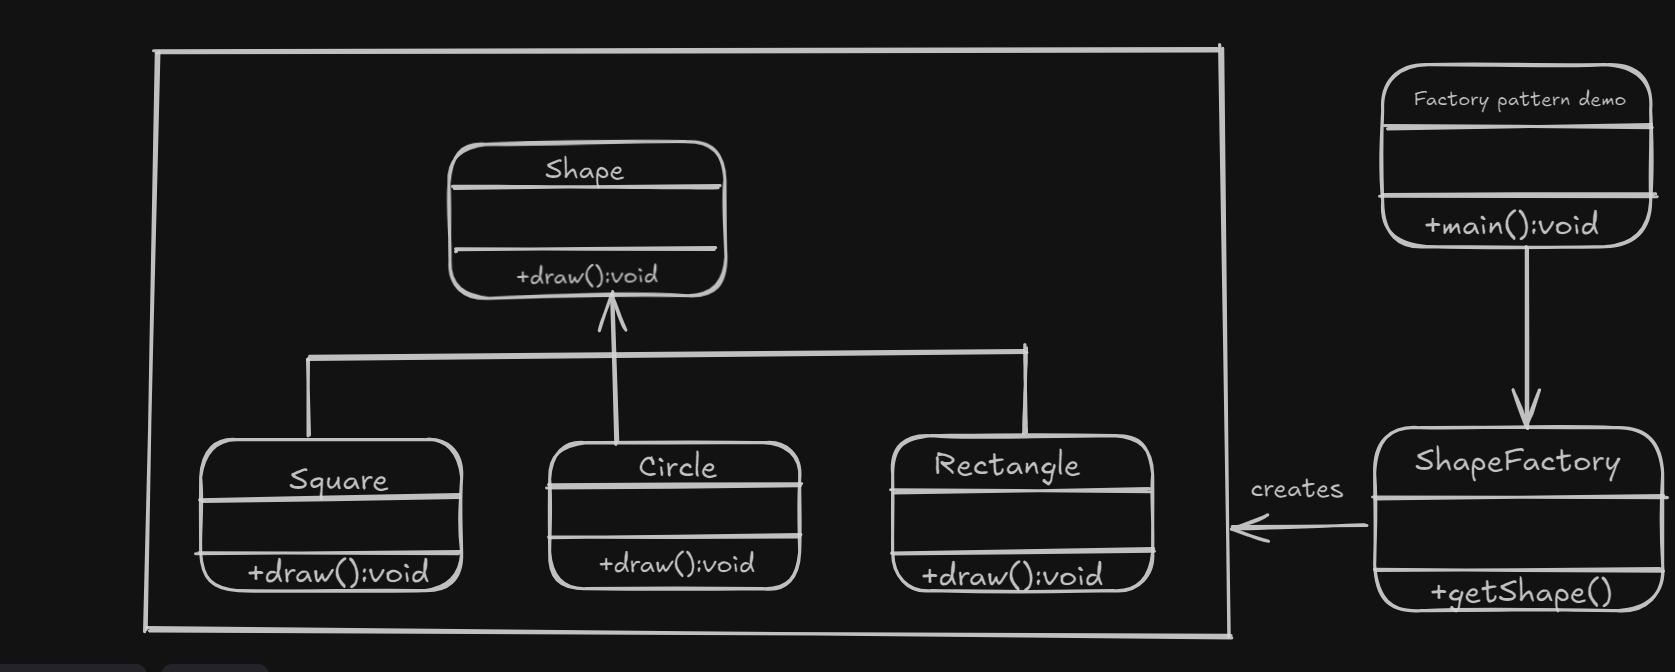 Factory pattern demo
+main():void
Shape
+draw():void
Square
+draw():void
Circle
+draw():void
Rectangle
+draw():void
creates
ShapeFactory
+getShape()